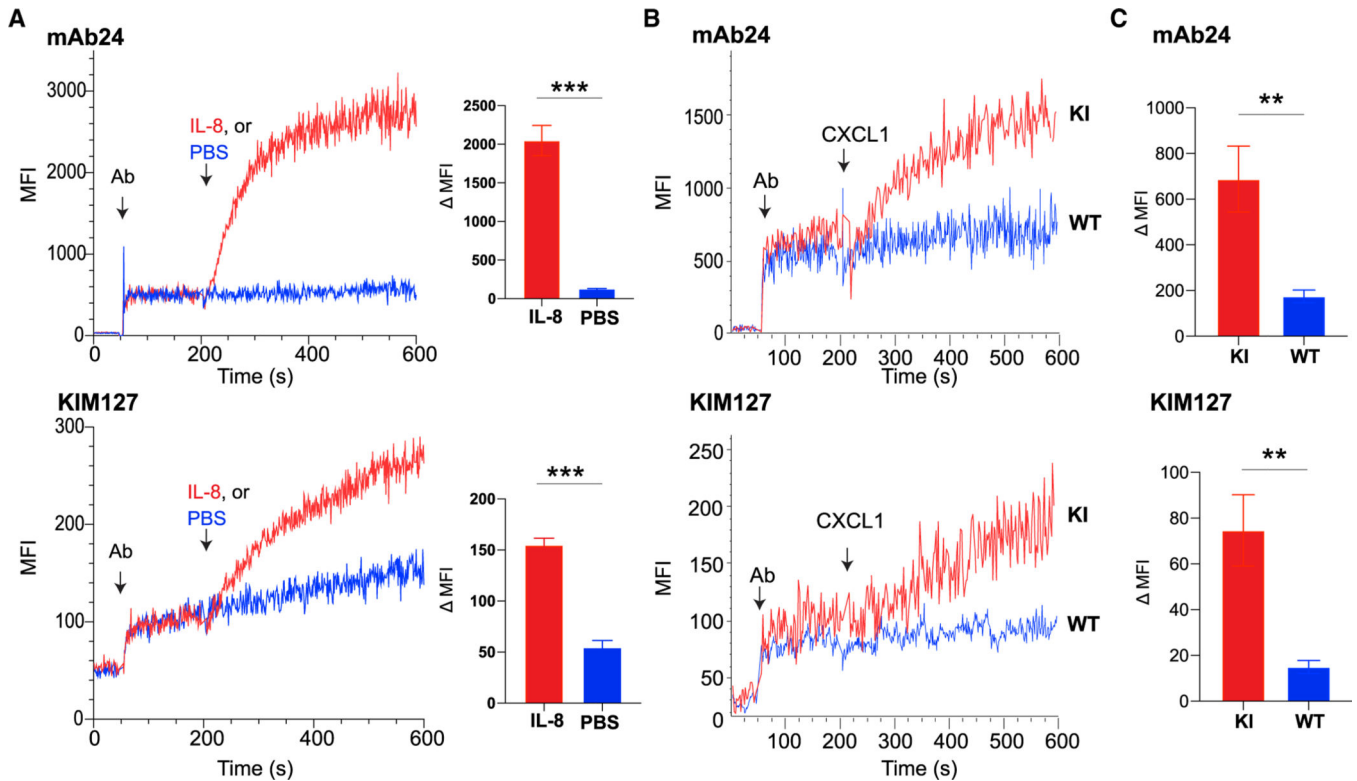 A
mAb24
MFI
3000
2000
1000
0
Ab
IL-8, or
PBS
0
200
400
600
Time (s)
Δ MFI
2500
2000
1500
1000
500
0
***
IL-8
PBS
KIM127
MFI
300
200
100
0
Ab
IL-8, or
PBS
0
200
400
600
Time (s)
Δ MFI
200
150
100
50
0
***
IL-8
PBS
B
mAb24
MFI
1500
1000
500
0
Ab
CXCL1
KI
WT
100
200
300
400
500
600
Time (s)
KIM127
MFI
250
200
150
100
50
0
Ab
CXCL1
KI
WT
100
200
300
400
500
600
Time (s)
C
mAb24
Δ MFI
1000
800
600
400
200
0
**
KI
WT
KIM127
Δ MFI
100
80
60
40
20
0
**
KI
WT